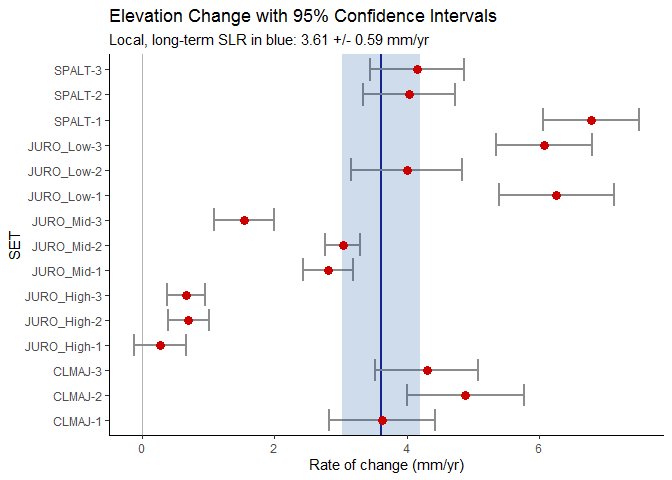 Elevation Change with 95% Confidence Intervals
Local, long-term SLR in blue: 3.61 +/- 0.59 mm/yr
SET
SPALT-3
SPALT-2
SPALT-1
JURO_Low-3
JURO_Low-2
JURO_Low-1
JURO_Mid-3
JURO_Mid-2
JURO_Mid-1
JURO_High-3
JURO_High-2
JURO_High-1
CLMAJ-3
CLMAJ-2
CLMAJ-1
0 2 4 6
Rate of change (mm/yr)